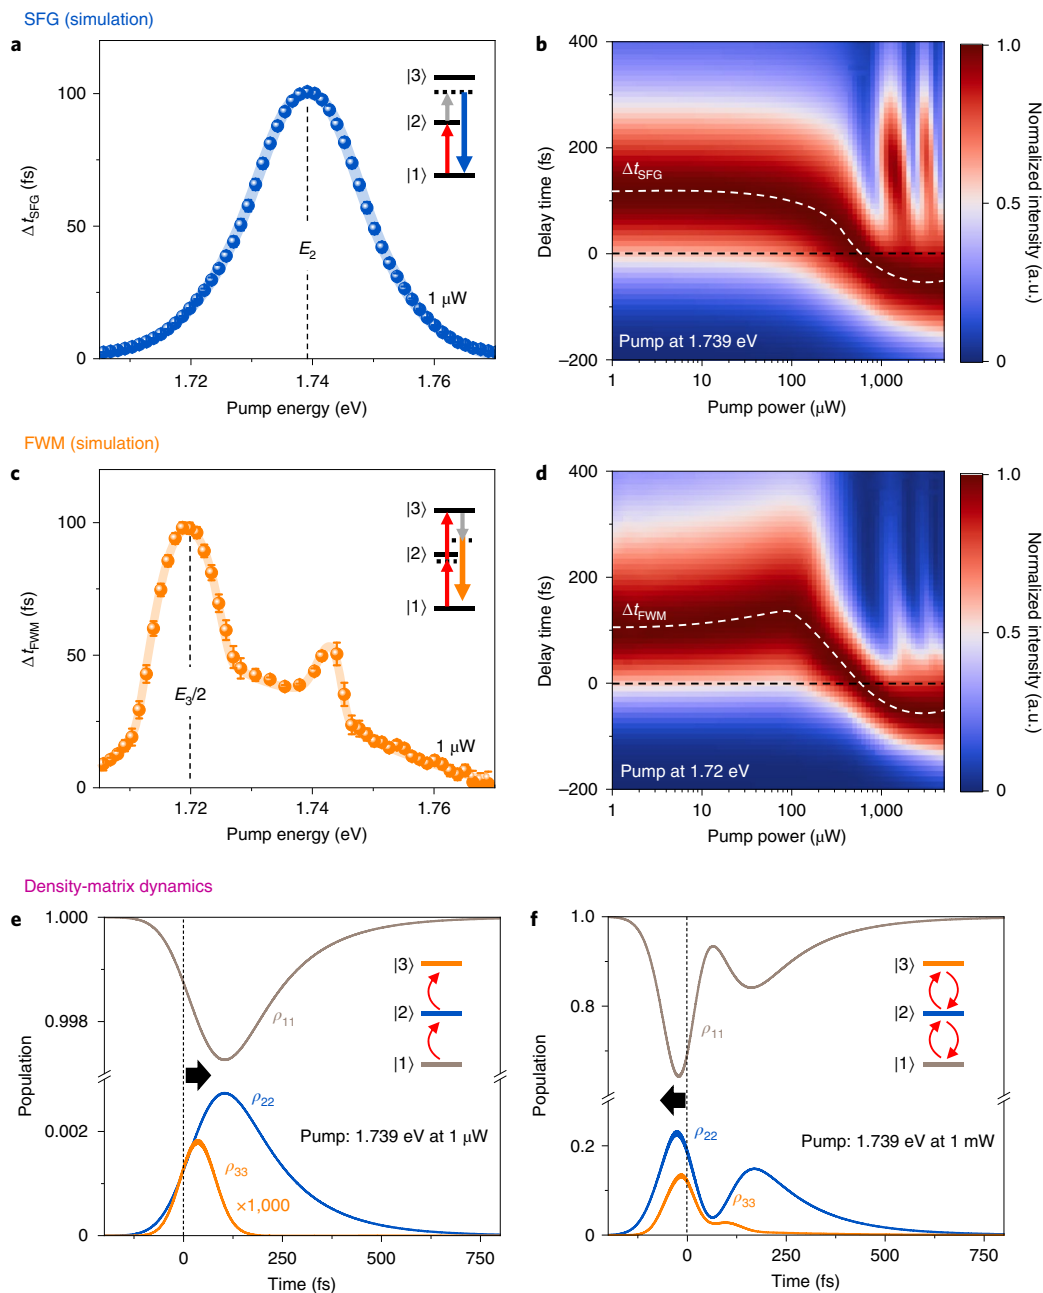 SFG (simulation)
a
100
50
0
Δt_SFG (fs)
1.72
1.74
1.76
Pump energy (eV)
E_2
1 μW
|3⟩
|2⟩
|1⟩
b
400
200
0
−200
Delay time (fs)
Δt_SFG
Pump at 1.739 eV
1
10
100
1,000
Pump power (μW)
1.0
0.5
0
Normalized intensity (a.u.)
FWM (simulation)
c
100
50
0
Δt_FWM (fs)
1.72
1.74
1.76
Pump energy (eV)
E_3/2
1 μW
|3⟩
|2⟩
|1⟩
d
400
200
0
−200
Delay time (fs)
Δt_FWM
Pump at 1.72 eV
1
10
100
1,000
Pump power (μW)
1.0
0.5
0
Normalized intensity (a.u.)
Density-matrix dynamics
e
1.000
0.998
0.002
0
Population
ρ_11
ρ_22
ρ_33
×1,000
Pump: 1.739 eV at 1 μW
|3⟩
|2⟩
|1⟩
0
250
500
750
Time (fs)
f
1.0
0.8
0.2
0
Population
ρ_11
ρ_22
ρ_33
Pump: 1.739 eV at 1 mW
|3⟩
|2⟩
|1⟩
0
250
500
750
Time (fs)